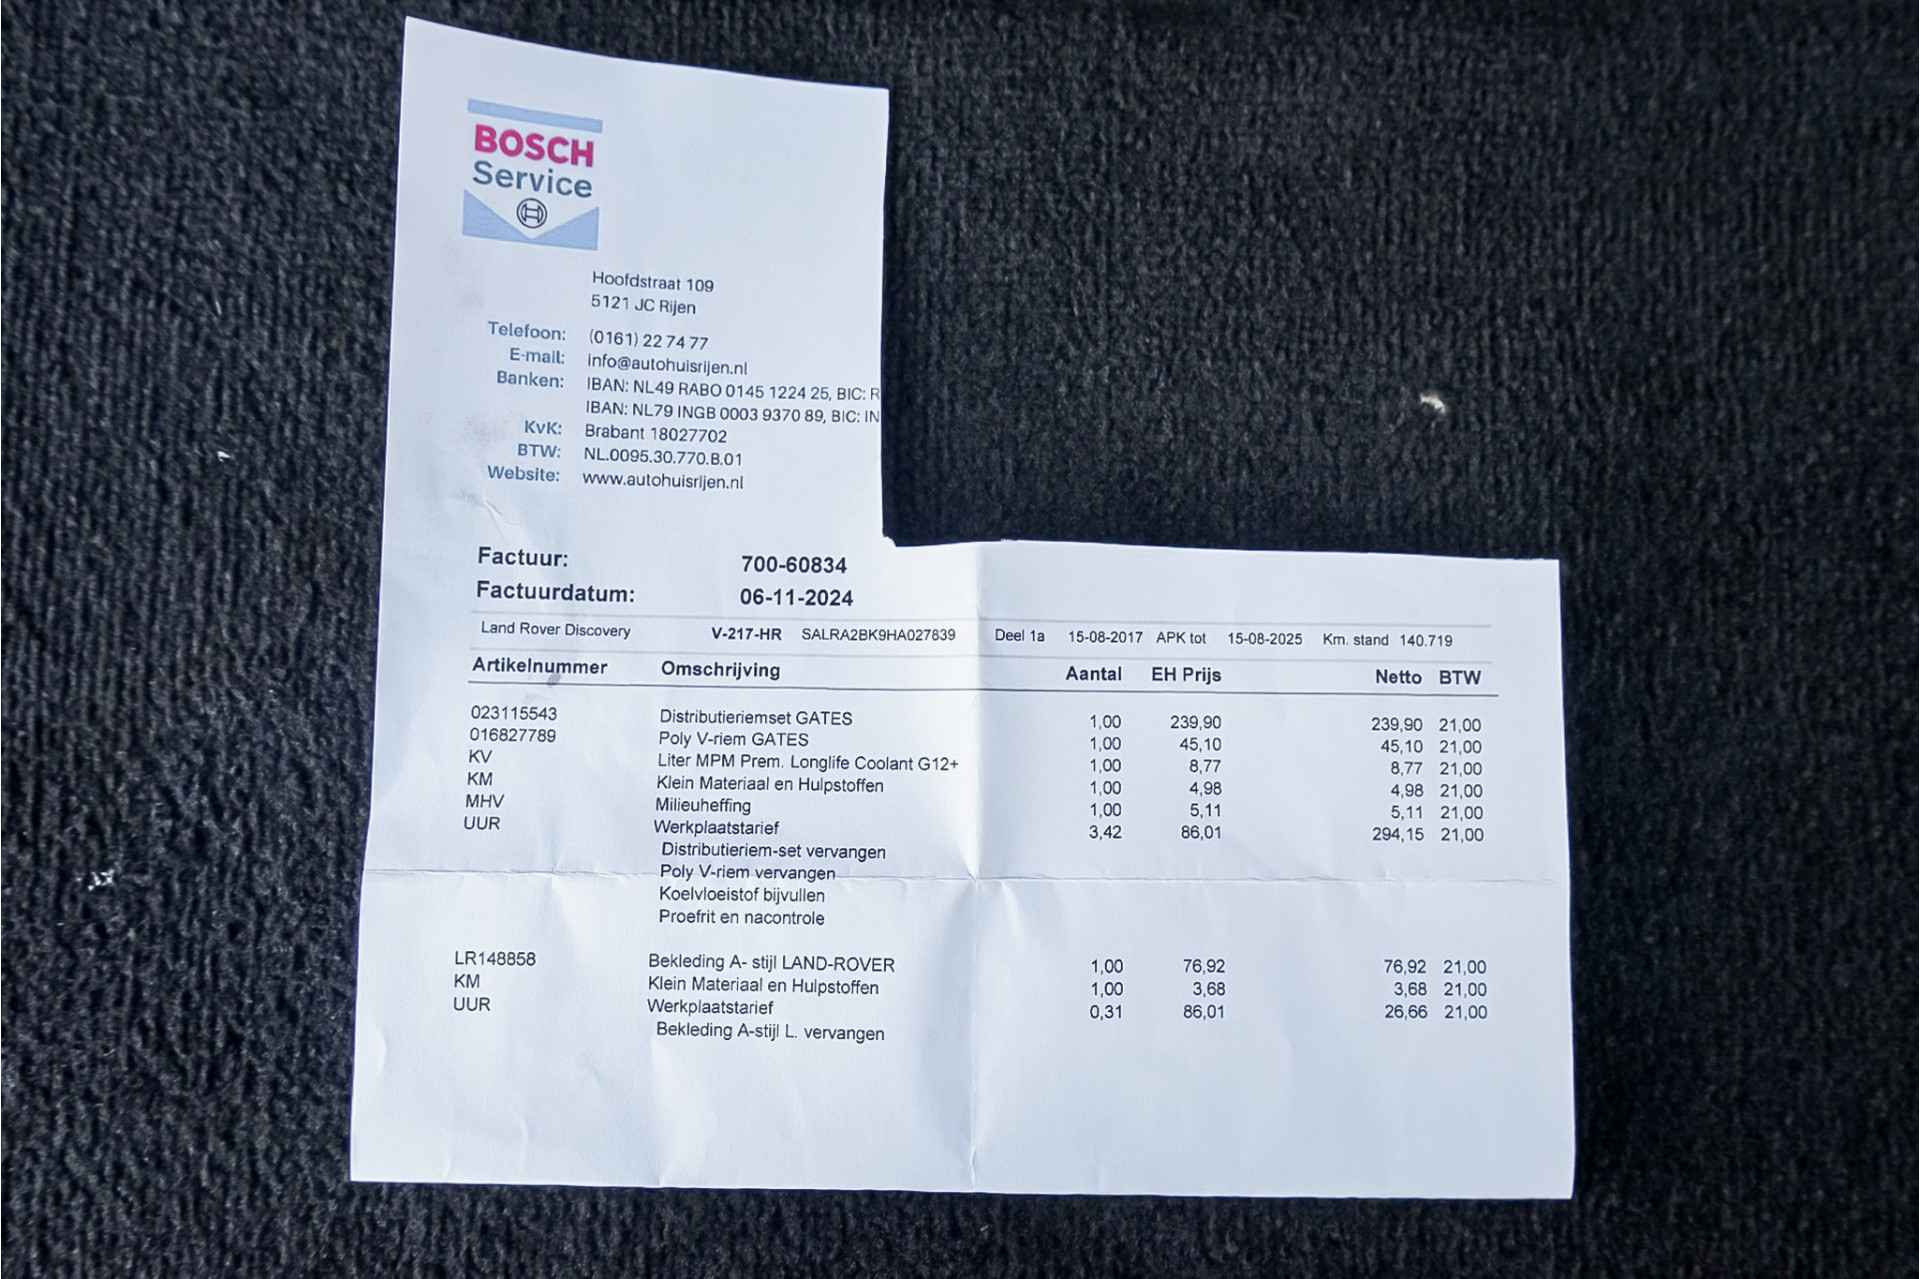 BOSCH
Service
Hoofdstraat 109
5121 JC Rijen
Telefoon: (0161) 22 74 77
E-mail: info@autohuisrijen.nl
Banken: IBAN: NL49 RABO 0145 1224 25, BIC: R
IBAN: NL79 INGB 0003 9370 89, BIC: IN
KvK: Brabant 18027702
BTW: NL.0095.30.770.B.01
Website: www.autohuisrijen.nl
Factuur: 700-60834
Factuurdatum: 06-11-2024
Land Rover Discovery V-217-HR SALRA2BK9HA027839 Deel 1a 15-08-2017 APK tot 15-08-2025 Km. stand 140.719
Artikelnummer Omschrijving Aantal EH Prijs Netto BTW
023115543 Distributieriemset GATES 1,00 239,90 239,90 21,00
016827789 Poly V-riem GATES 1,00 45,10 45,10 21,00
KV Liter MPM Prem. Longlife Coolant G12+ 1,00 8,77 8,77 21,00
KM Klein Materiaal en Hulpstoffen 1,00 4,98 4,98 21,00
MHV Milieuheffing 1,00 5,11 5,11 21,00
UUR Werkplaatstarief 3,42 86,01 294,15 21,00
Distributieriem-set vervangen
Poly V-riem vervangen
Koelvloeistof bijvullen
Proefrit en nacontrole
LR148858 Bekleding A- stijl LAND-ROVER 1,00 76,92 76,92 21,00
KM Klein Materiaal en Hulpstoffen 1,00 3,68 3,68 21,00
UUR Werkplaatstarief 0,31 86,01 26,66 21,00
Bekleding A-stijl L. vervangen